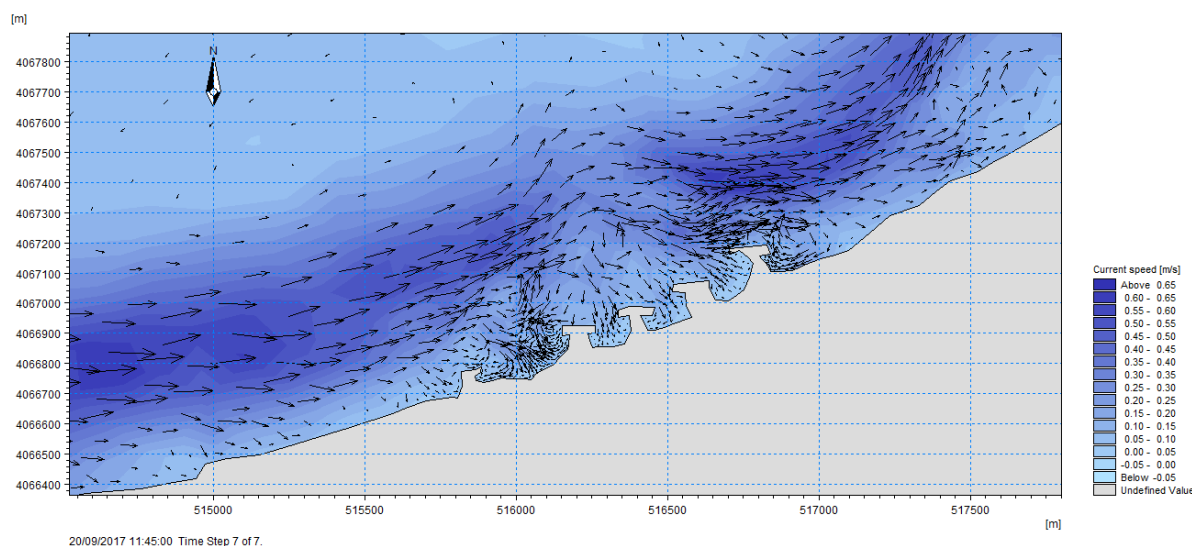 [m]
N
4067800
4067700
4067600
4067500
4067400
4067300
4067200
4067100
4067000
4066900
4066800
4066700
4066600
4066500
4066400
515000 515500 516000 516500 517000 517500
[m]
Current speed [m/s]
Above 0.65
0.60 - 0.65
0.55 - 0.60
0.50 - 0.55
0.45 - 0.50
0.40 - 0.45
0.35 - 0.40
0.30 - 0.35
0.25 - 0.30
0.20 - 0.25
0.15 - 0.20
0.10 - 0.15
0.05 - 0.10
0.00 - 0.05
-0.05 - 0.00
Below -0.05
Undefined Value
20/09/2017 11:45:00 Time Step 7 of 7.